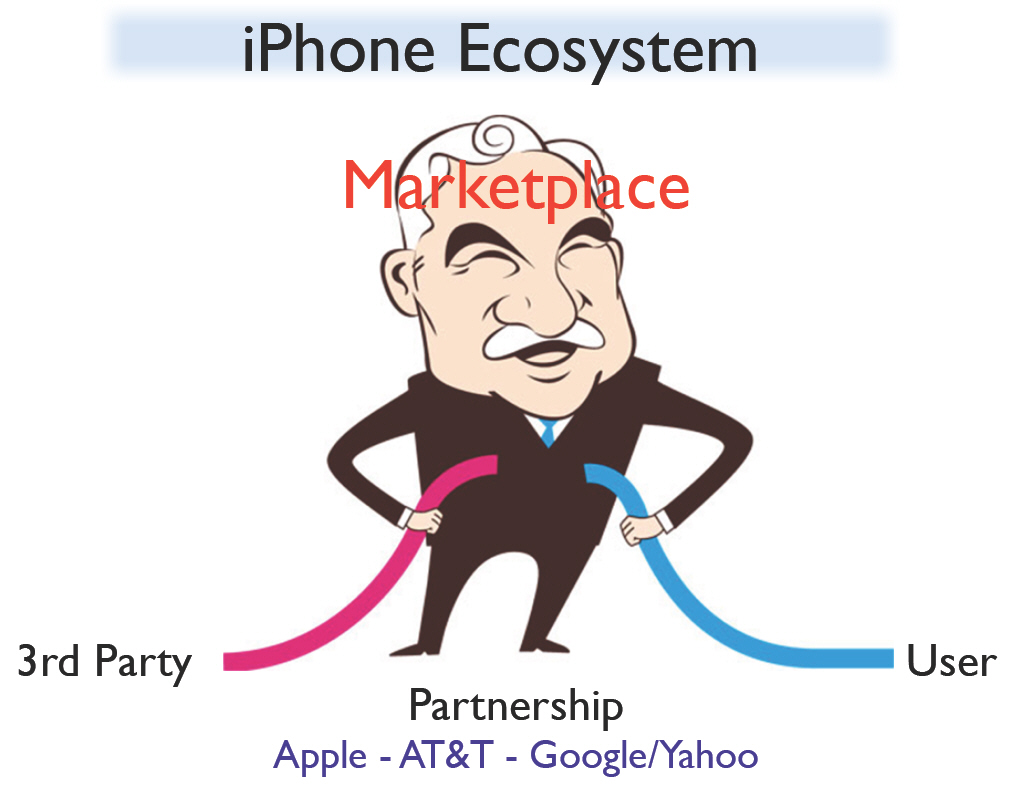 iPhone Ecosystem
Marketplace
3rd Party
User
Partnership
Apple - AT&T - Google/Yahoo